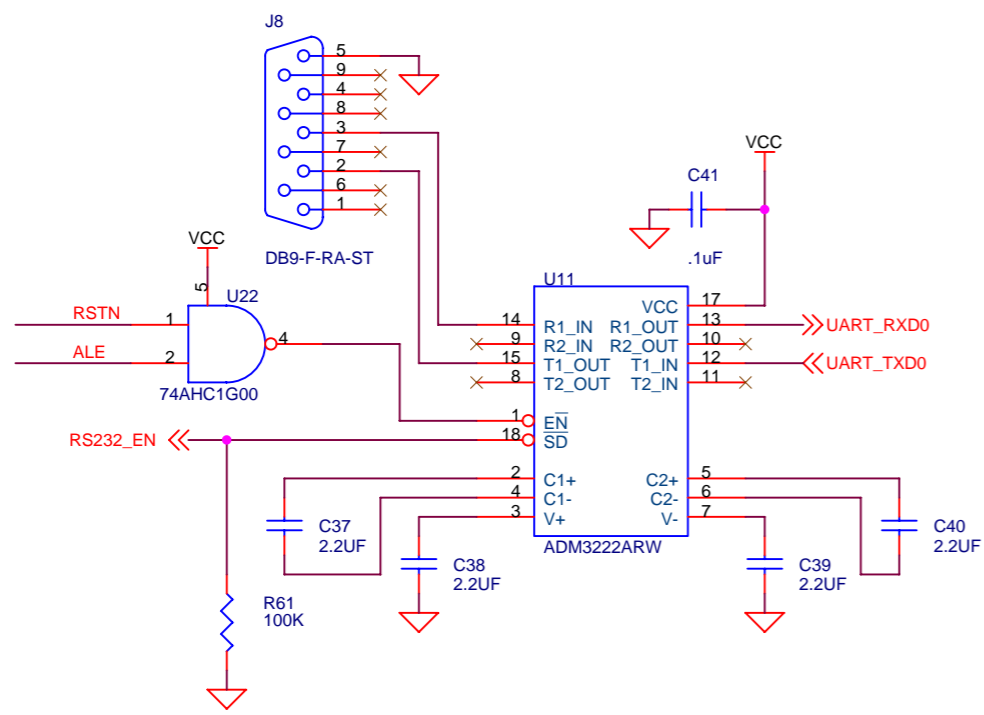 J8
5
9
4
8
3
7
2
6
1
DB9-F-RA-ST
VCC
C41
.1uF
VCC
5
U22
RSTN
1
ALE
2
4
74AHC1G00
U11
14 R1_IN
9 R2_IN
15 T1_OUT
8 T2_OUT
1 EN
18 SD
2 C1+
4 C1-
3 V+
VCC 17
R1_OUT 13 UART_RXD0
R2_OUT 10
T1_IN 12 UART_TXD0
T2_IN 11
C2+ 5
C2- 6
V- 7
ADM3222ARW
RS232_EN
C37
2.2UF
C38
2.2UF
C39
2.2UF
C40
2.2UF
R61
100K